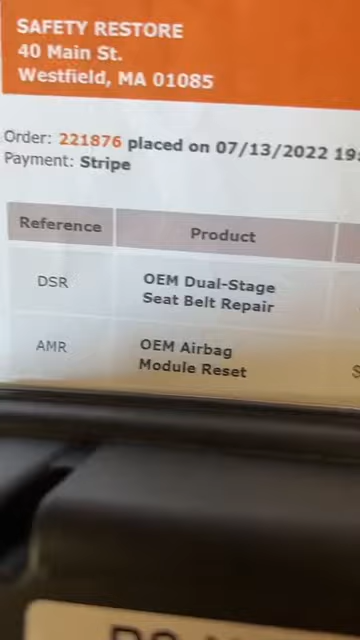 SAFETY RESTORE
40 Main St.
Westfield, MA 01085
Order: 221876 placed on 07/13/2022 19:
Payment: Stripe
Reference Product
DSR OEM Dual-Stage
Seat Belt Repair
AMR OEM Airbag
Module Reset $